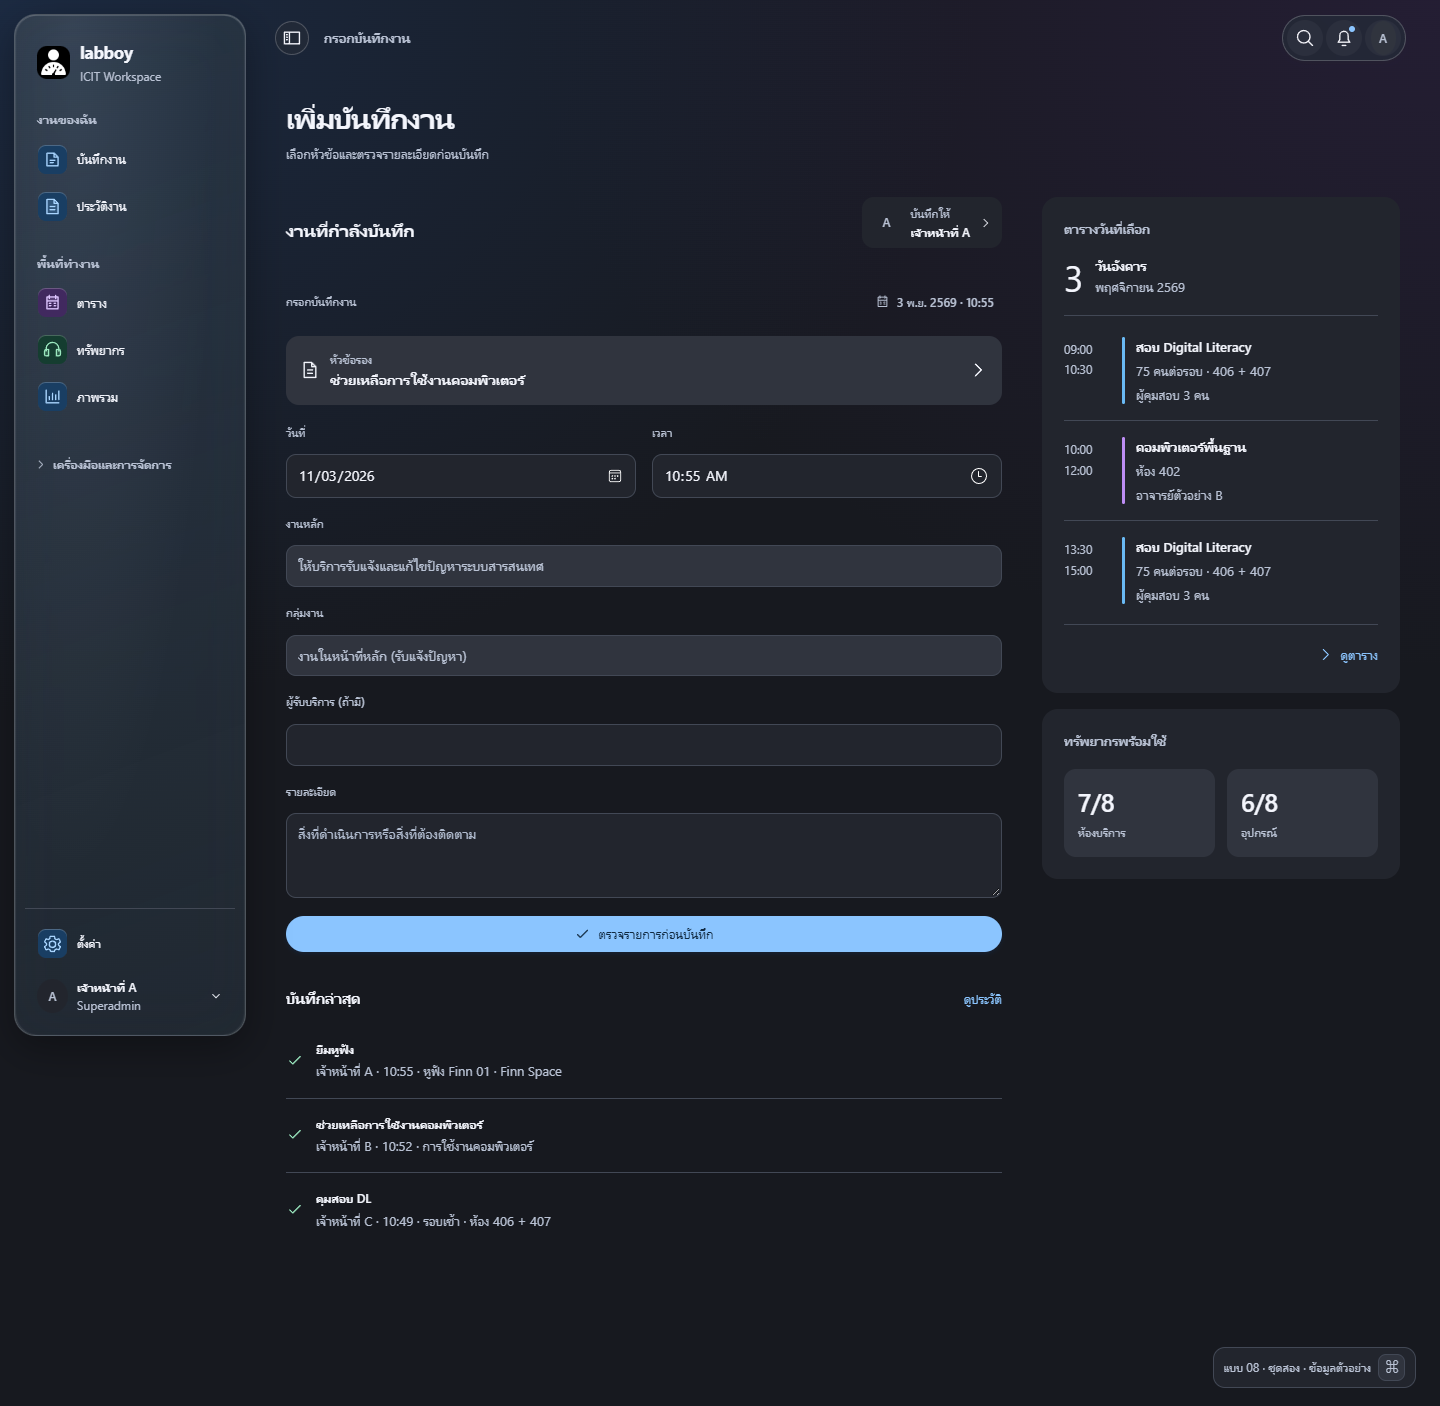 labboy
ICIT Workspace
งานของฉัน
บันทึกงาน
ประวัติงาน
พื้นที่ทำงาน
ตาราง
ทรัพยากร
ภาพรวม
เครื่องมือและการจัดการ
ตั้งค่า
A
เจ้าหน้าที่ A
Superadmin
กรอกบันทึกงาน
A
เพิ่มบันทึกงาน
เลือกหัวข้อและตรวจรายละเอียดก่อนบันทึก
งานที่กำลังบันทึก
A
บันทึกให้
เจ้าหน้าที่ A
กรอกบันทึกงาน
3 พ.ย. 2569 · 10:55
หัวข้อรอง
ช่วยเหลือการใช้งานคอมพิวเตอร์
วันที่
เวลา
11/03/2026
10:55 AM
งานหลัก
ให้บริการรับแจ้งและแก้ไขปัญหาระบบสารสนเทศ
กลุ่มงาน
งานในหน้าที่หลัก (รับแจ้งปัญหา)
ผู้รับบริการ (ถ้ามี)
รายละเอียด
สิ่งที่ดำเนินการหรือสิ่งที่ต้องติดตาม
ตรวจรายการก่อนบันทึก
บันทึกล่าสุด
ดูประวัติ
ยืมหูฟัง
เจ้าหน้าที่ A · 10:55 · หูฟัง Finn 01 · Finn Space
ช่วยเหลือการใช้งานคอมพิวเตอร์
เจ้าหน้าที่ B · 10:52 · การใช้งานคอมพิวเตอร์
คุมสอบ DL
เจ้าหน้าที่ C · 10:49 · รอบเช้า · ห้อง 406 + 407
ตารางวันที่เลือก
3
วันอังคาร
พฤศจิกายน 2569
09:00
10:30
สอบ Digital Literacy
75 คนต่อรอบ · 406 + 407
ผู้คุมสอบ 3 คน
10:00
12:00
คอมพิวเตอร์พื้นฐาน
ห้อง 402
อาจารย์ตัวอย่าง B
13:30
15:00
สอบ Digital Literacy
75 คนต่อรอบ · 406 + 407
ผู้คุมสอบ 3 คน
ดูตาราง
ทรัพยากรพร้อมใช้
7/8
ห้องบริการ
6/8
อุปกรณ์
แบบ 08 · ชุดสอง · ข้อมูลตัวอย่าง ⌘